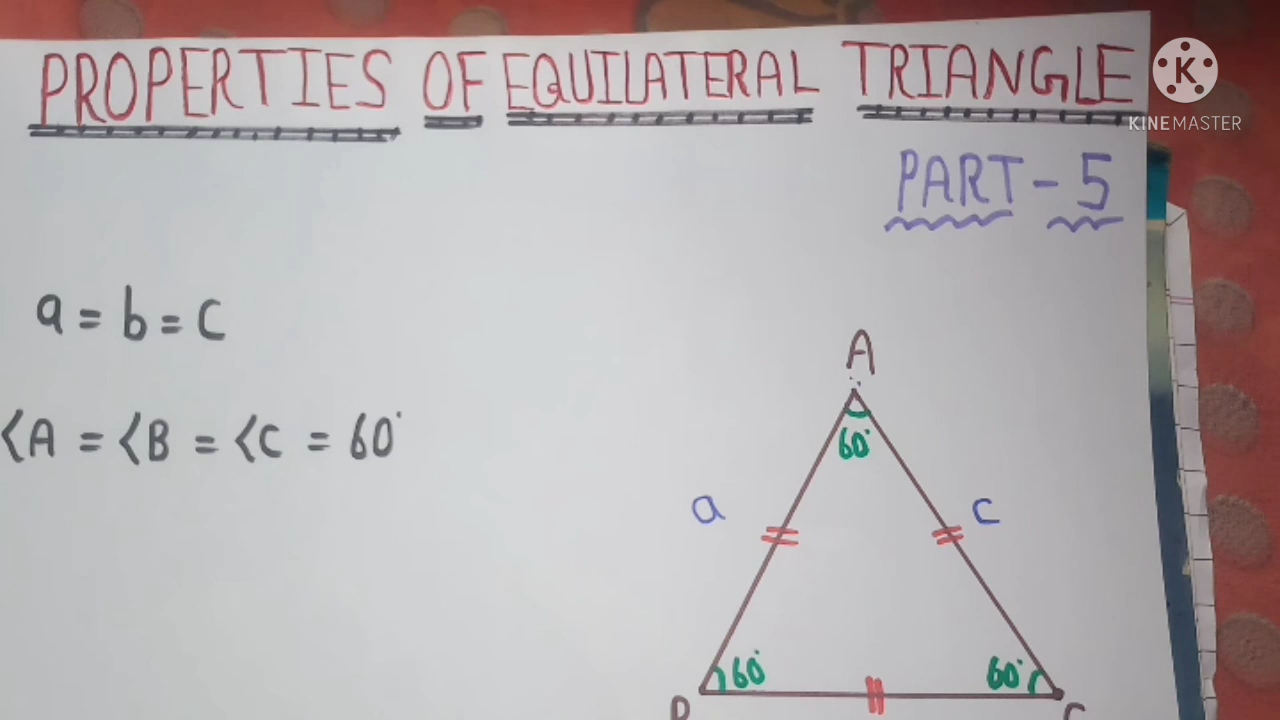 PROPERTIES OF EQUILATERAL TRIANGLE
K
KINEMASTER
PART-5
a = b = c
<A = <B = <C = 60°
A
60°
a
c
60°
60°